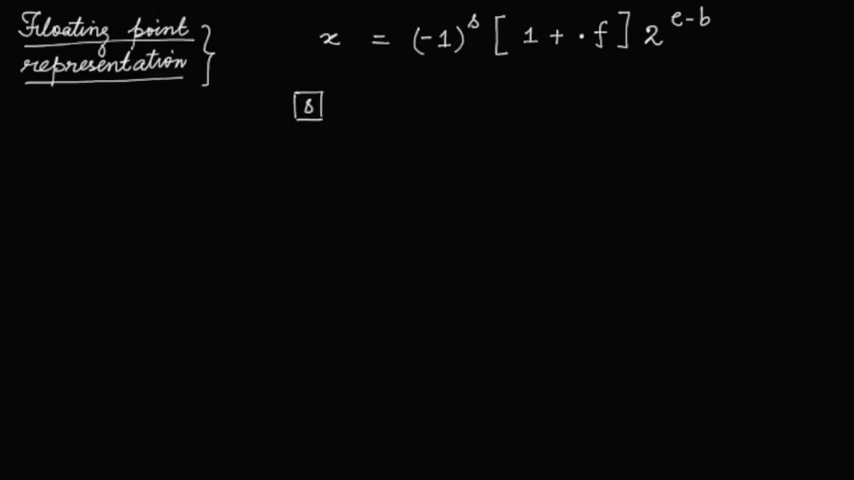 Floating point
representation
x = (-1)^s [ 1 + .f ] 2^{e-b}
s